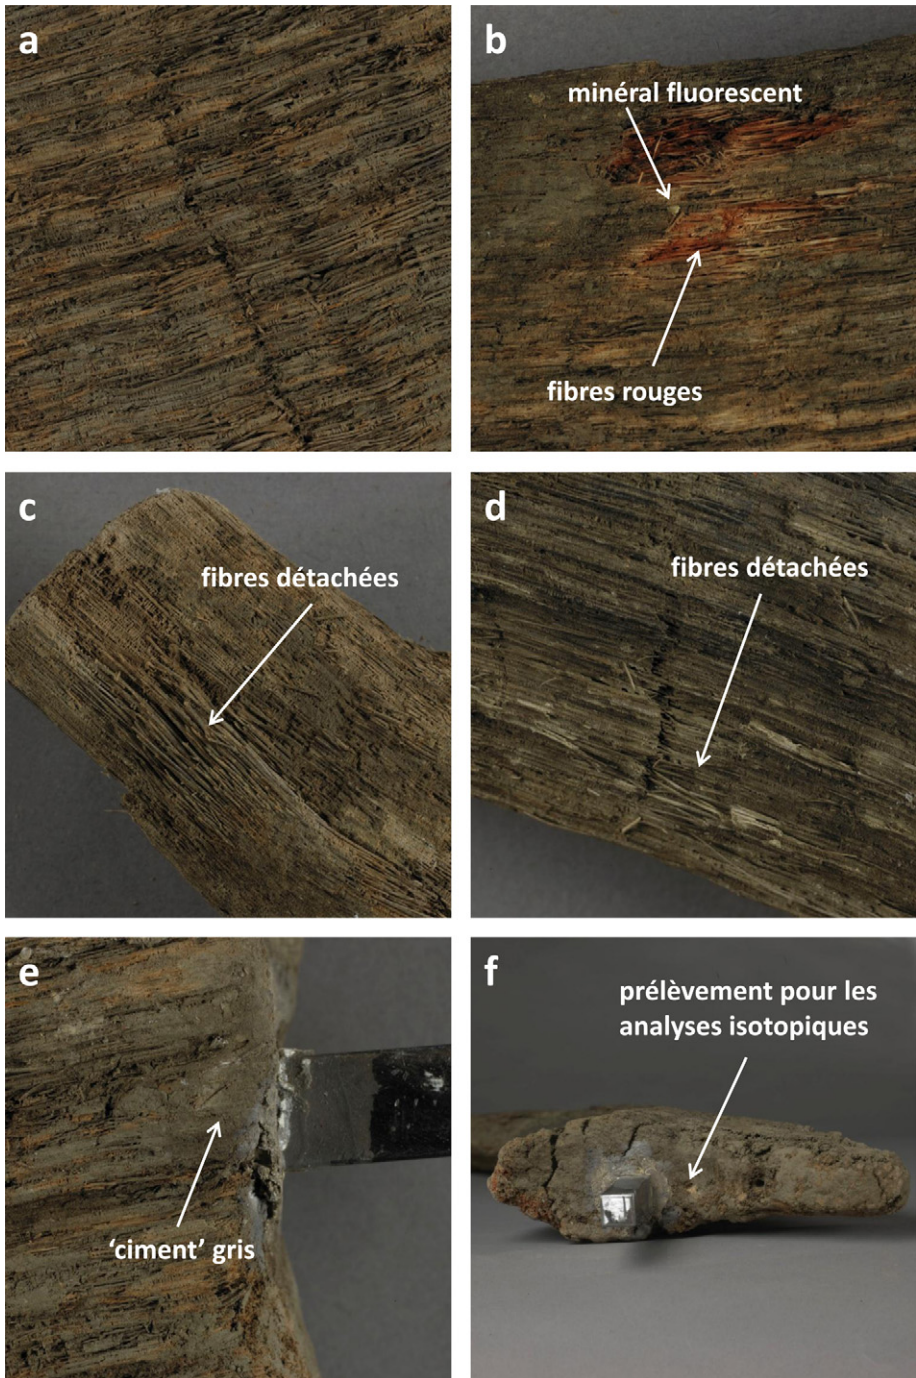 a
b
minéral fluorescent
fibres rouges
c
fibres détachées
d
fibres détachées
e
'ciment' gris
f
prélèvement pour les
analyses isotopiques